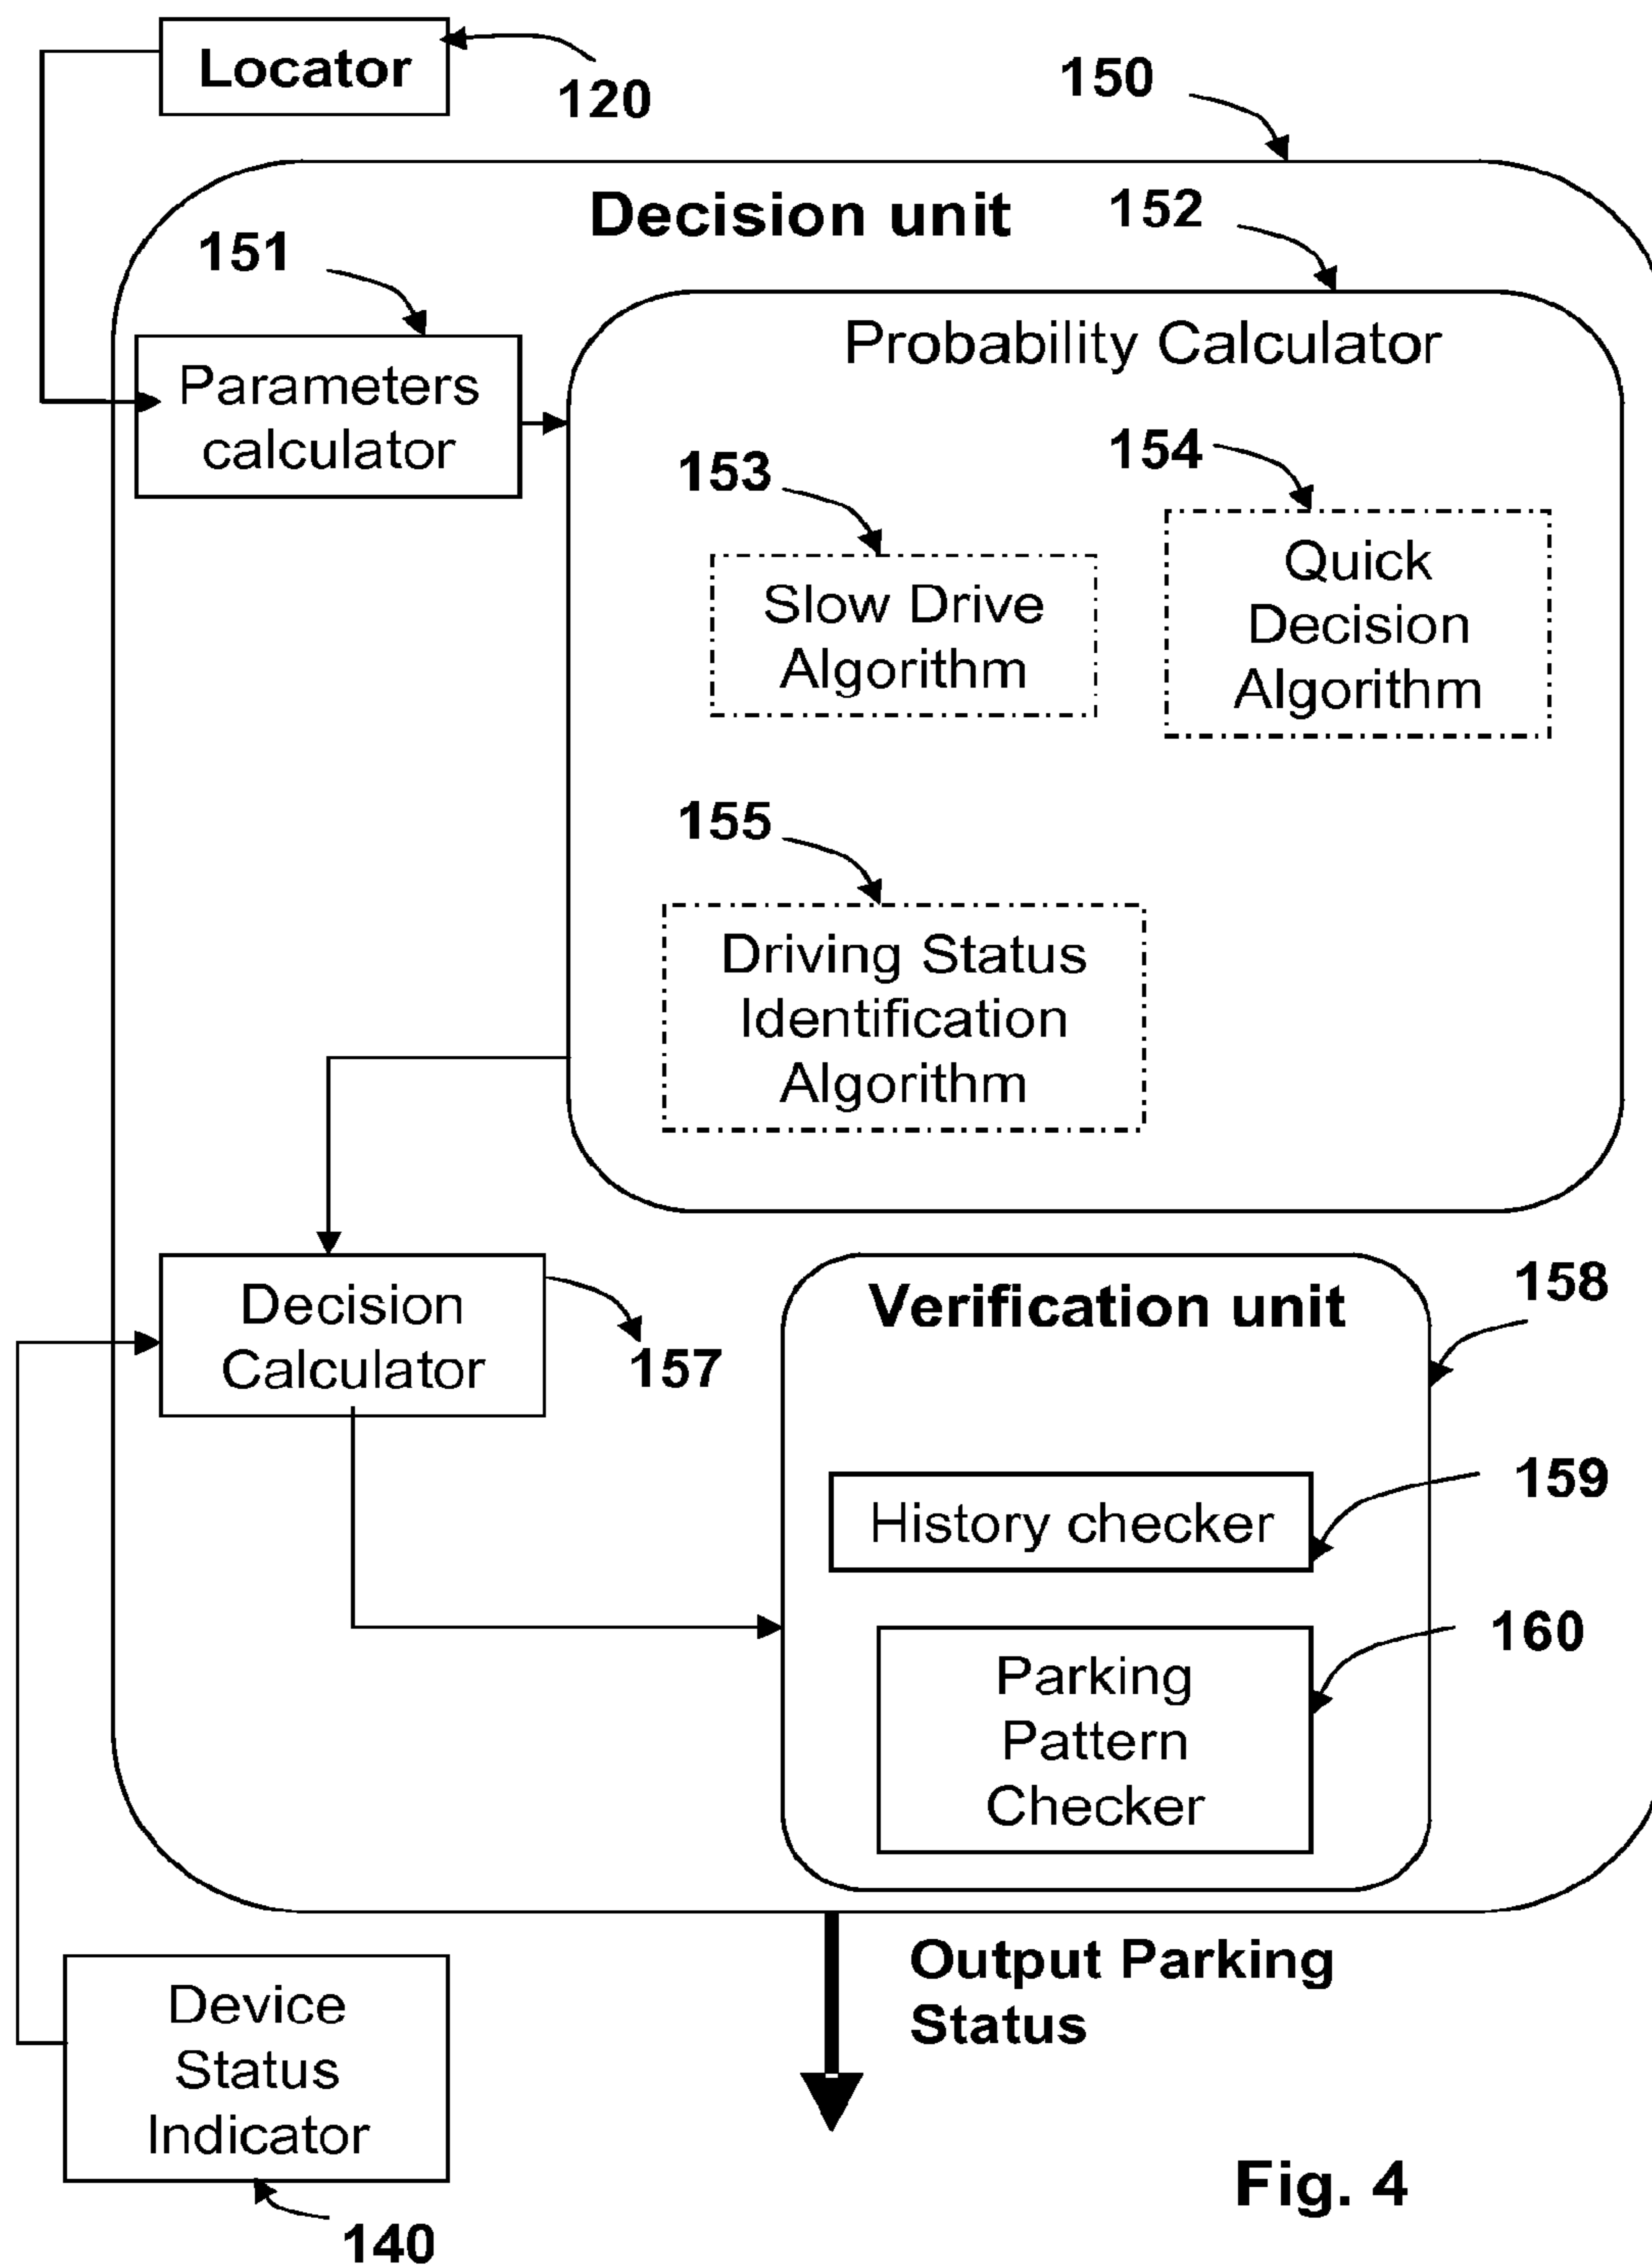 Locator
120
150
Decision unit
152
151
Parameters
calculator
Probability Calculator
153
154
Slow Drive
Algorithm
Quick
Decision
Algorithm
155
Driving Status
Identification
Algorithm
Decision
Calculator
157
Verification unit
158
History checker
159
Parking
Pattern
Checker
160
Output Parking
Status
Device
Status
Indicator
140
Fig. 4